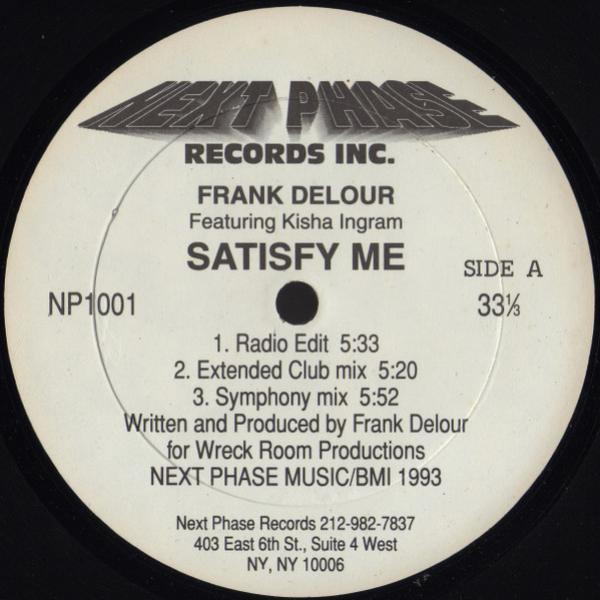 NEXT PHASE
RECORDS INC.
FRANK DELOUR
Featuring Kisha Ingram
SATISFY ME
SIDE A
NP1001
33⅓
1. Radio Edit 5:33
2. Extended Club mix 5:20
3. Symphony mix 5:52
Written and Produced by Frank Delour
for Wreck Room Productions
NEXT PHASE MUSIC/BMI 1993
Next Phase Records 212-982-7837
403 East 6th St., Suite 4 West
NY, NY 10006